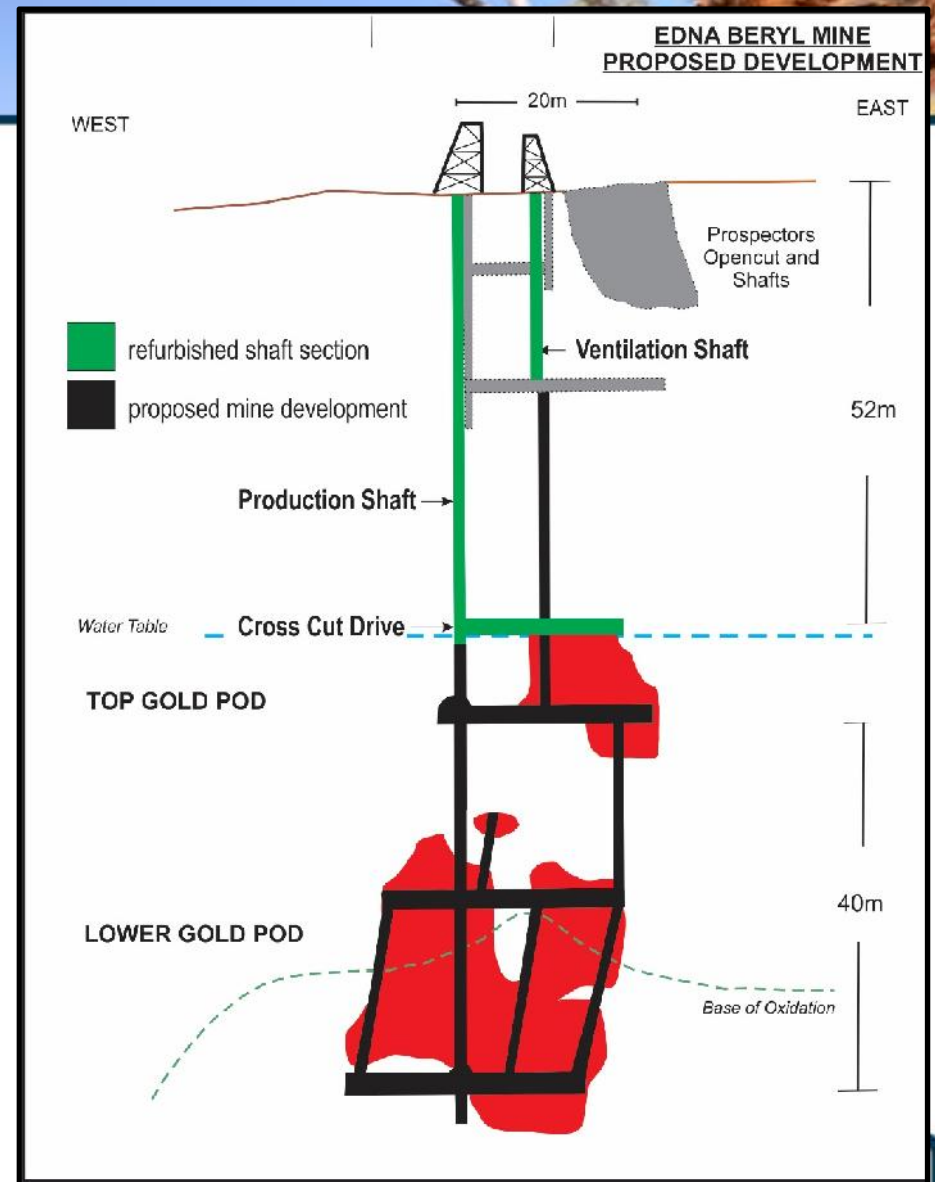 EDNA BERYL MINE
PROPOSED DEVELOPMENT
20m
WEST
EAST
Prospectors
Opencut and
Shafts
refurbished shaft section
Ventilation Shaft
proposed mine development
52m
Production Shaft
Water Table
Cross Cut Drive
TOP GOLD POD
40m
LOWER GOLD POD
Base of Oxidation